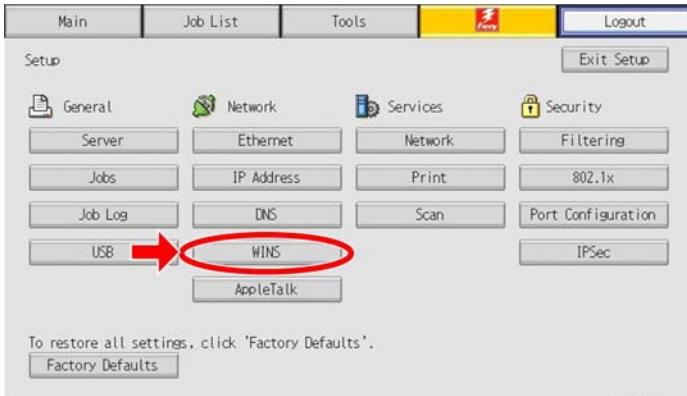 Main Job List Tools Fiery Logout
Setup Exit Setup
General Network Services Security
Server Ethernet Network Filtering
Jobs IP Address Print 802.1x
Job Log DNS Scan Port Configuration
USB WINS IPSec
AppleTalk
To restore all settings, click 'Factory Defaults'.
Factory Defaults